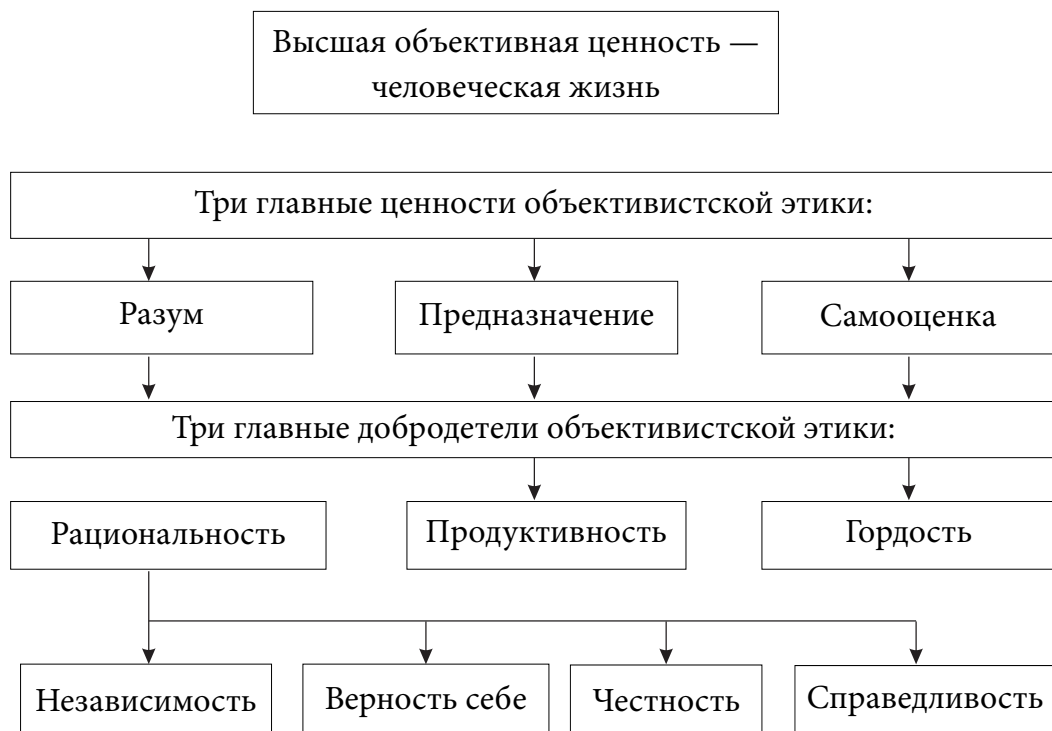 Высшая объективная ценность —
человеческая жизнь
Три главные ценности объективистской этики:
Разум
Предназначение
Самооценка
Три главные добродетели объективистской этики:
Рациональность
Продуктивность
Гордость
Независимость
Верность себе
Честность
Справедливость